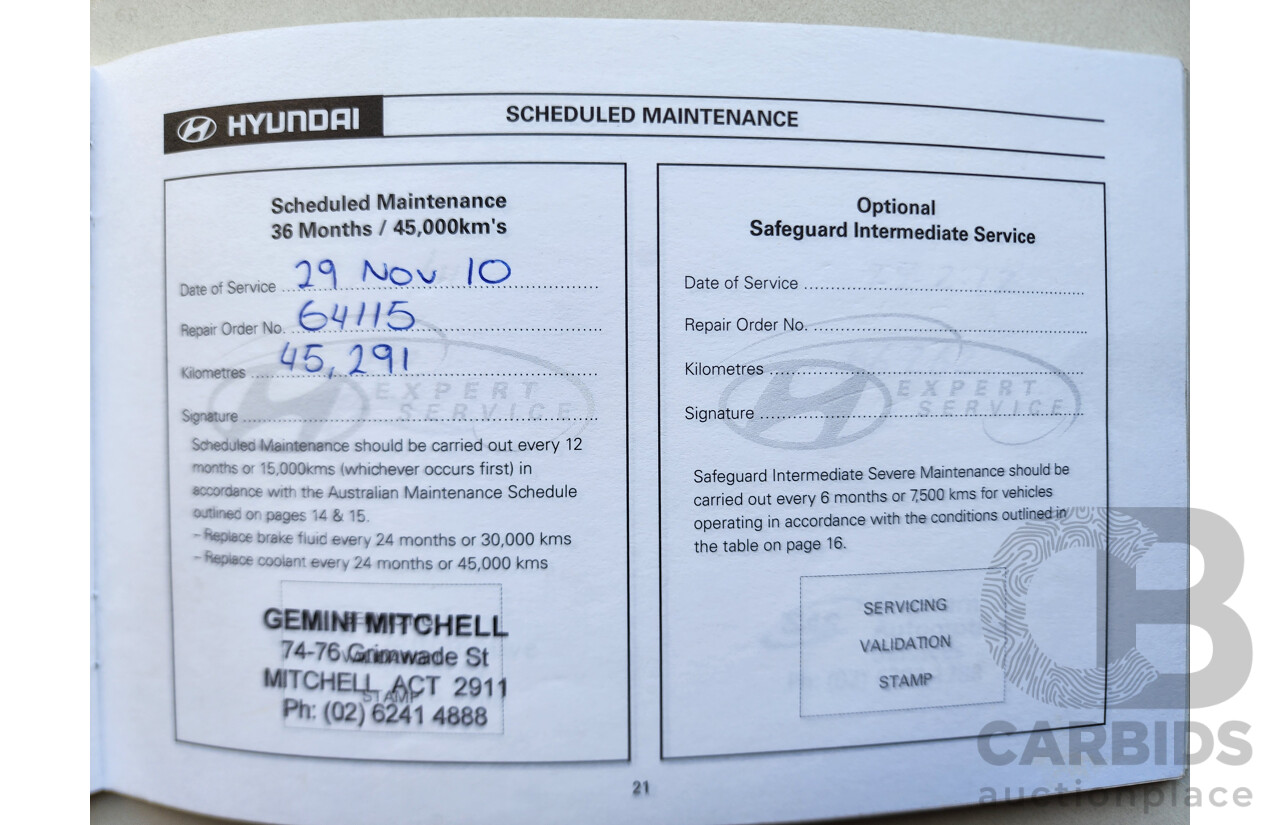 HYUNDAI
SCHEDULED MAINTENANCE
Scheduled Maintenance
36 Months / 45,000km's
Date of Service 29 Nov 10
Repair Order No. 64115
Kilometres 45,291
EXPERT
SERVICE
Signature
Scheduled Maintenance should be carried out every 12
months or 15,000kms (whichever occurs first) in
accordance with the Australian Maintenance Schedule
outlined on pages 14 & 15.
– Replace brake fluid every 24 months or 30,000 kms
– Replace coolant every 24 months or 45,000 kms
GEMINI MITCHELL
74-76 Grimwade St
MITCHELL ACT 2911
STAMP
Ph: (02) 6241 4888
Optional
Safeguard Intermediate Service
Date of Service
Repair Order No.
Kilometres
EXPERT
SERVICE
Signature
Safeguard Intermediate Severe Maintenance should be
carried out every 6 months or 7,500 kms for vehicles
operating in accordance with the conditions outlined in
the table on page 16.
SERVICING
VALIDATION
STAMP
21
CB
CARBIDS
auctionplace